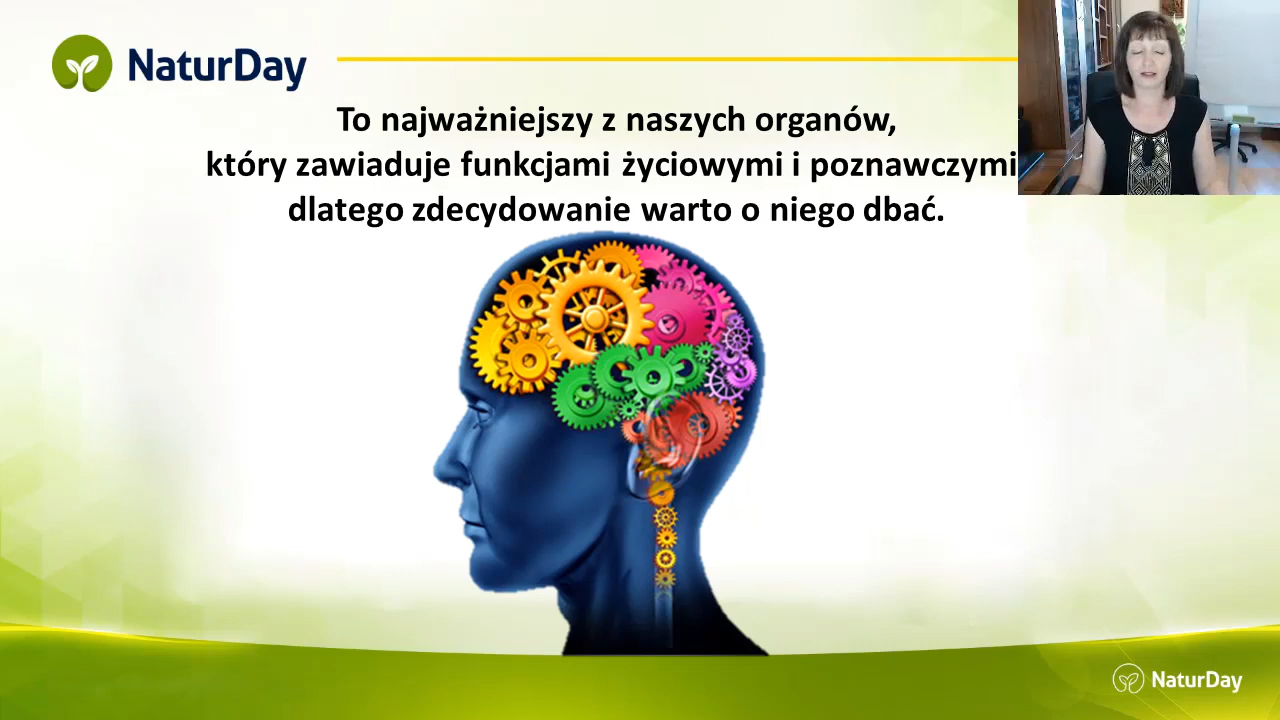 NaturDay
To najważniejszy z naszych organów,
który zawiaduje funkcjami życiowymi i poznawczymi
dlatego zdecydowanie warto o niego dbać.
NaturDay